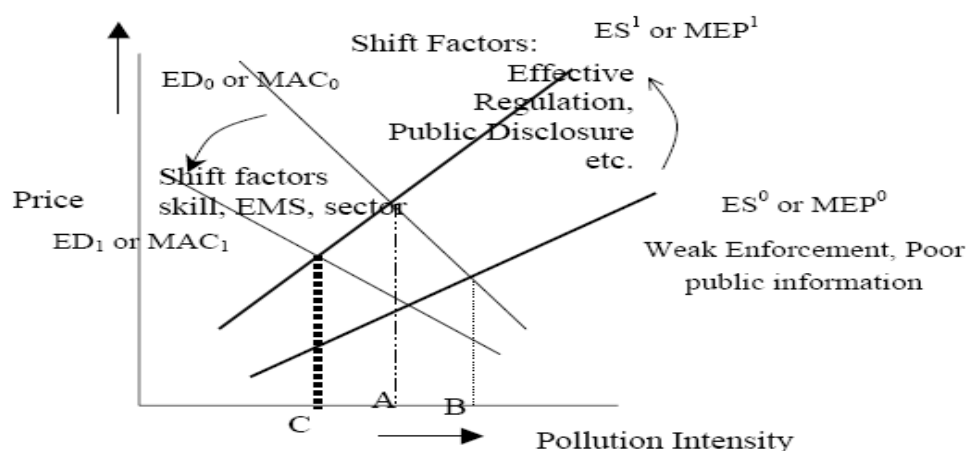 ES¹ or MEP¹
Shift Factors:
Effective
Regulation,
Public Disclosure
etc.
ED₀ or MAC₀
Shift factors
skill, EMS, sector
Price
ED₁ or MAC₁
ES⁰ or MEP⁰
Weak Enforcement, Poor
public information
C
A
B
Pollution Intensity